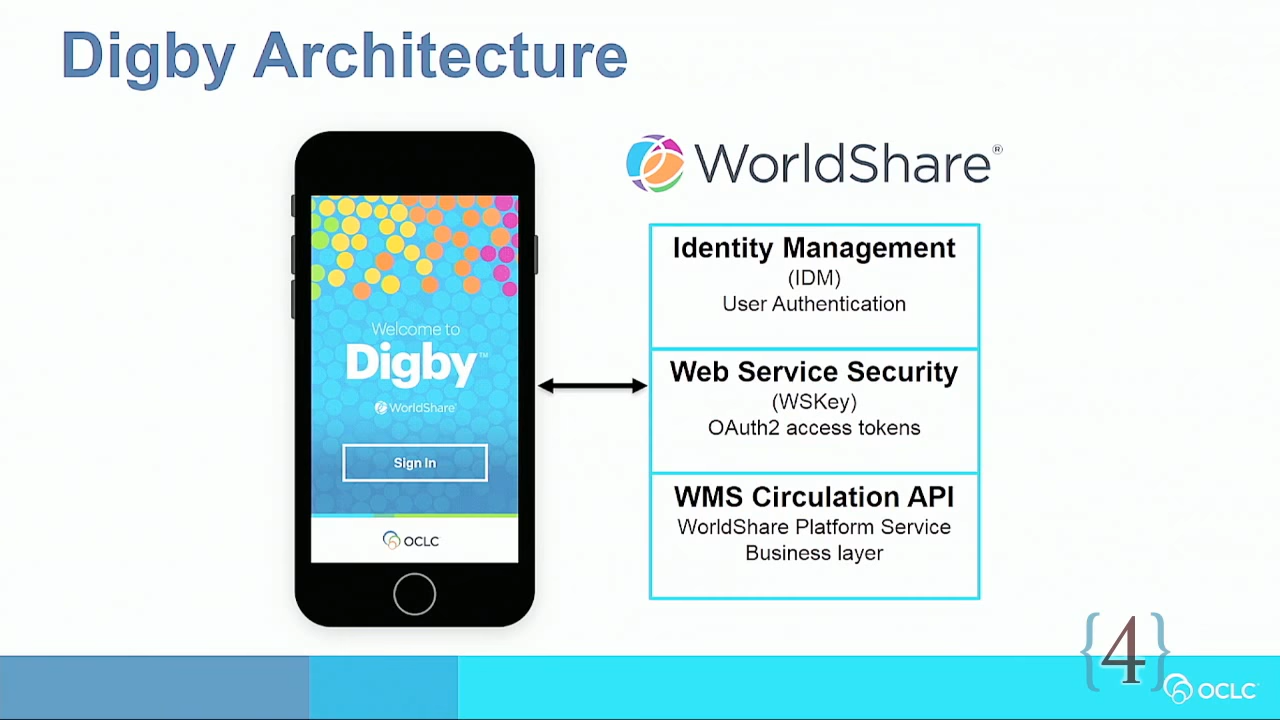 Digby Architecture
WorldShare®
Welcome to
Digby™
WorldShare®
Sign In
OCLC
Identity Management
(IDM)
User Authentication
Web Service Security
(WSKey)
OAuth2 access tokens
WMS Circulation API
WorldShare Platform Service
Business layer
{4}
OCLC